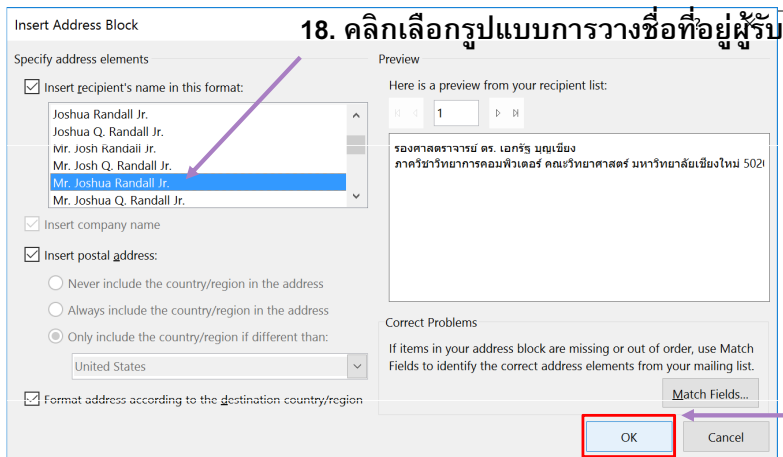 Insert Address Block
18. คลิกเลือกรูปแบบการวางชื่อที่อยู่ผู้รับ
?
Specify address elements
Insert recipient's name in this format:
Joshua Randall Jr.
Joshua Q. Randall Jr.
Mr. Josh Randall Jr.
Mr. Josh Q. Randall Jr.
Mr. Joshua Randall Jr.
Mr. Joshua Q. Randall Jr.
Insert company name
Insert postal address:
Never include the country/region in the address
Always include the country/region in the address
Only include the country/region if different than:
United States
Format address according to the destination country/region
Preview
Here is a preview from your recipient list:
1
รองศาสตราจารย์ ดร. เอกรัฐ บุญเชียง
ภาควิชาวิทยาการคอมพิวเตอร์ คณะวิทยาศาสตร์ มหาวิทยาลัยเชียงใหม่ 5020
Correct Problems
If items in your address block are missing or out of order, use Match
Fields to identify the correct address elements from your mailing list.
Match Fields...
OK
Cancel